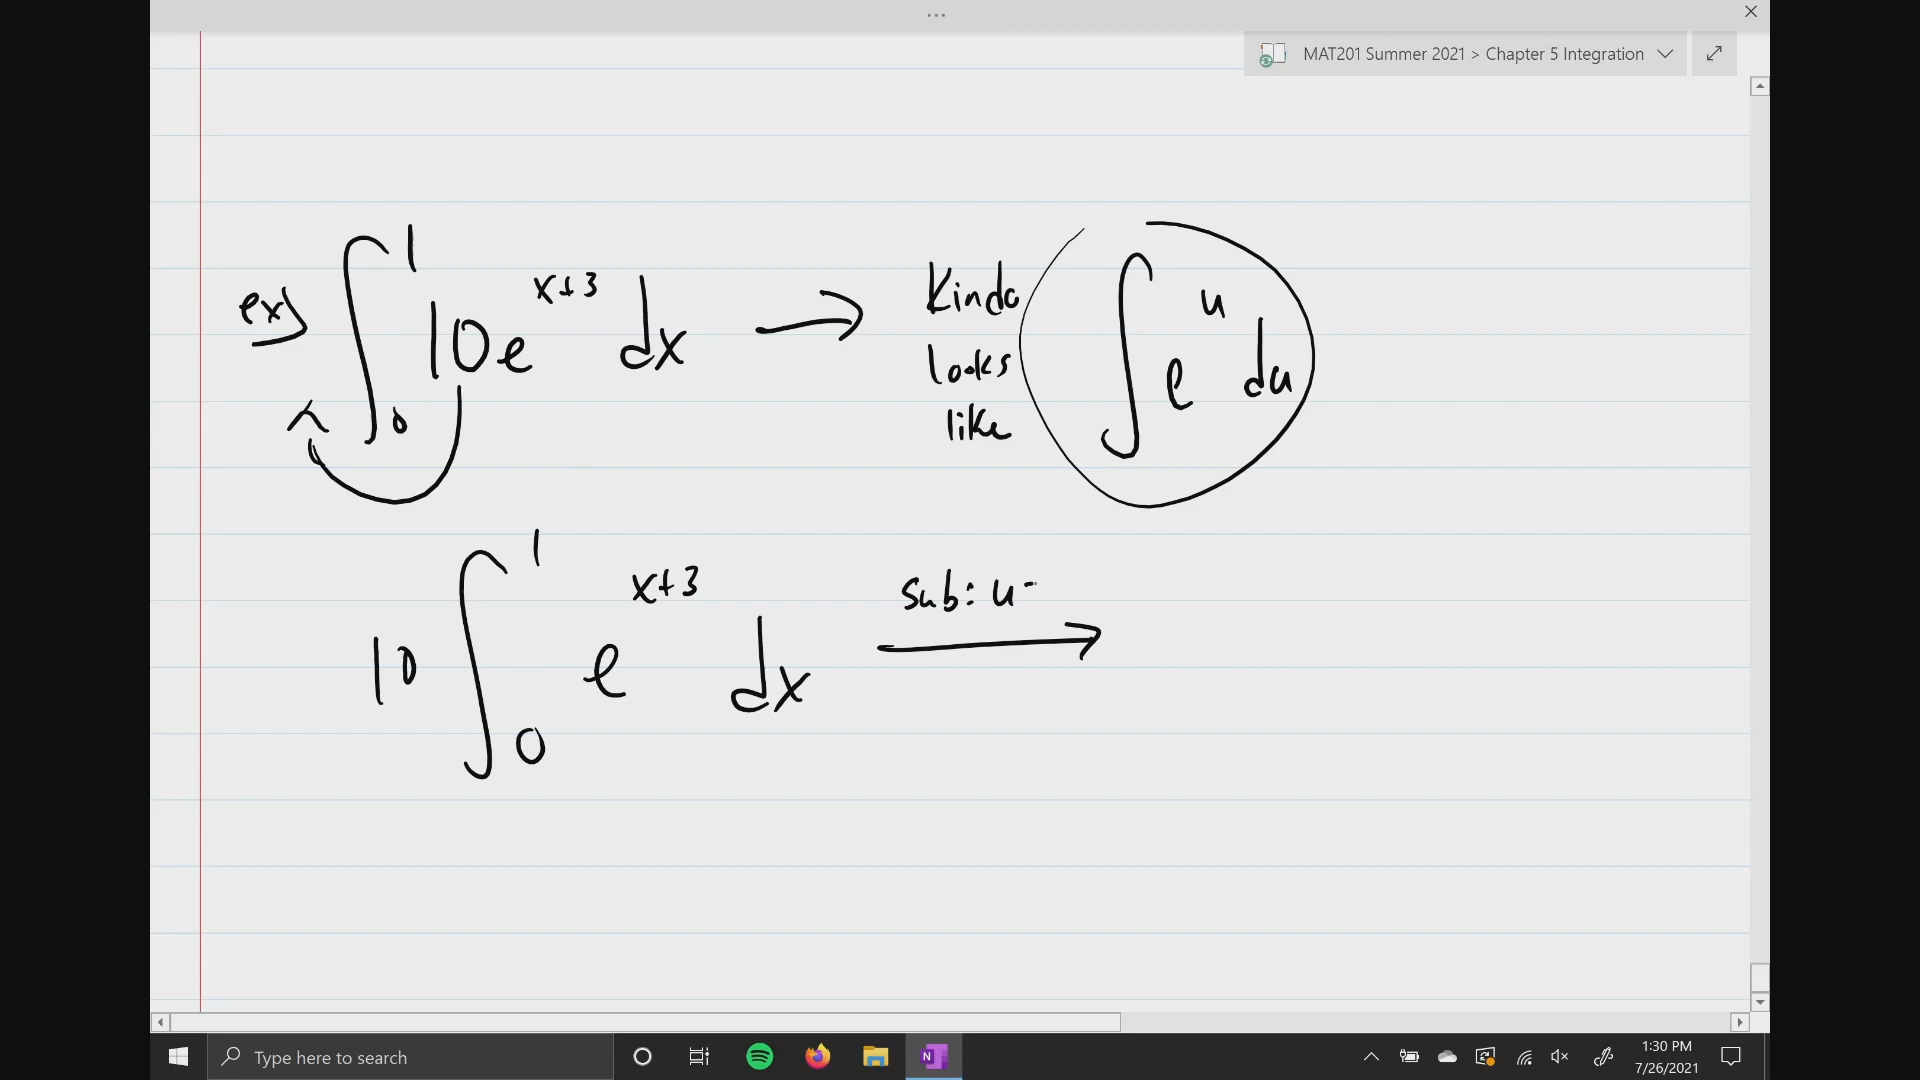 MAT201 Summer 2021 > Chapter 5 Integration
ex) ∫₀¹ 10e^(x+3) dx → Kinda looks like ∫ e^u du
10 ∫₀¹ e^(x+3) dx sub: u =
Type here to search
1:30 PM
7/26/2021